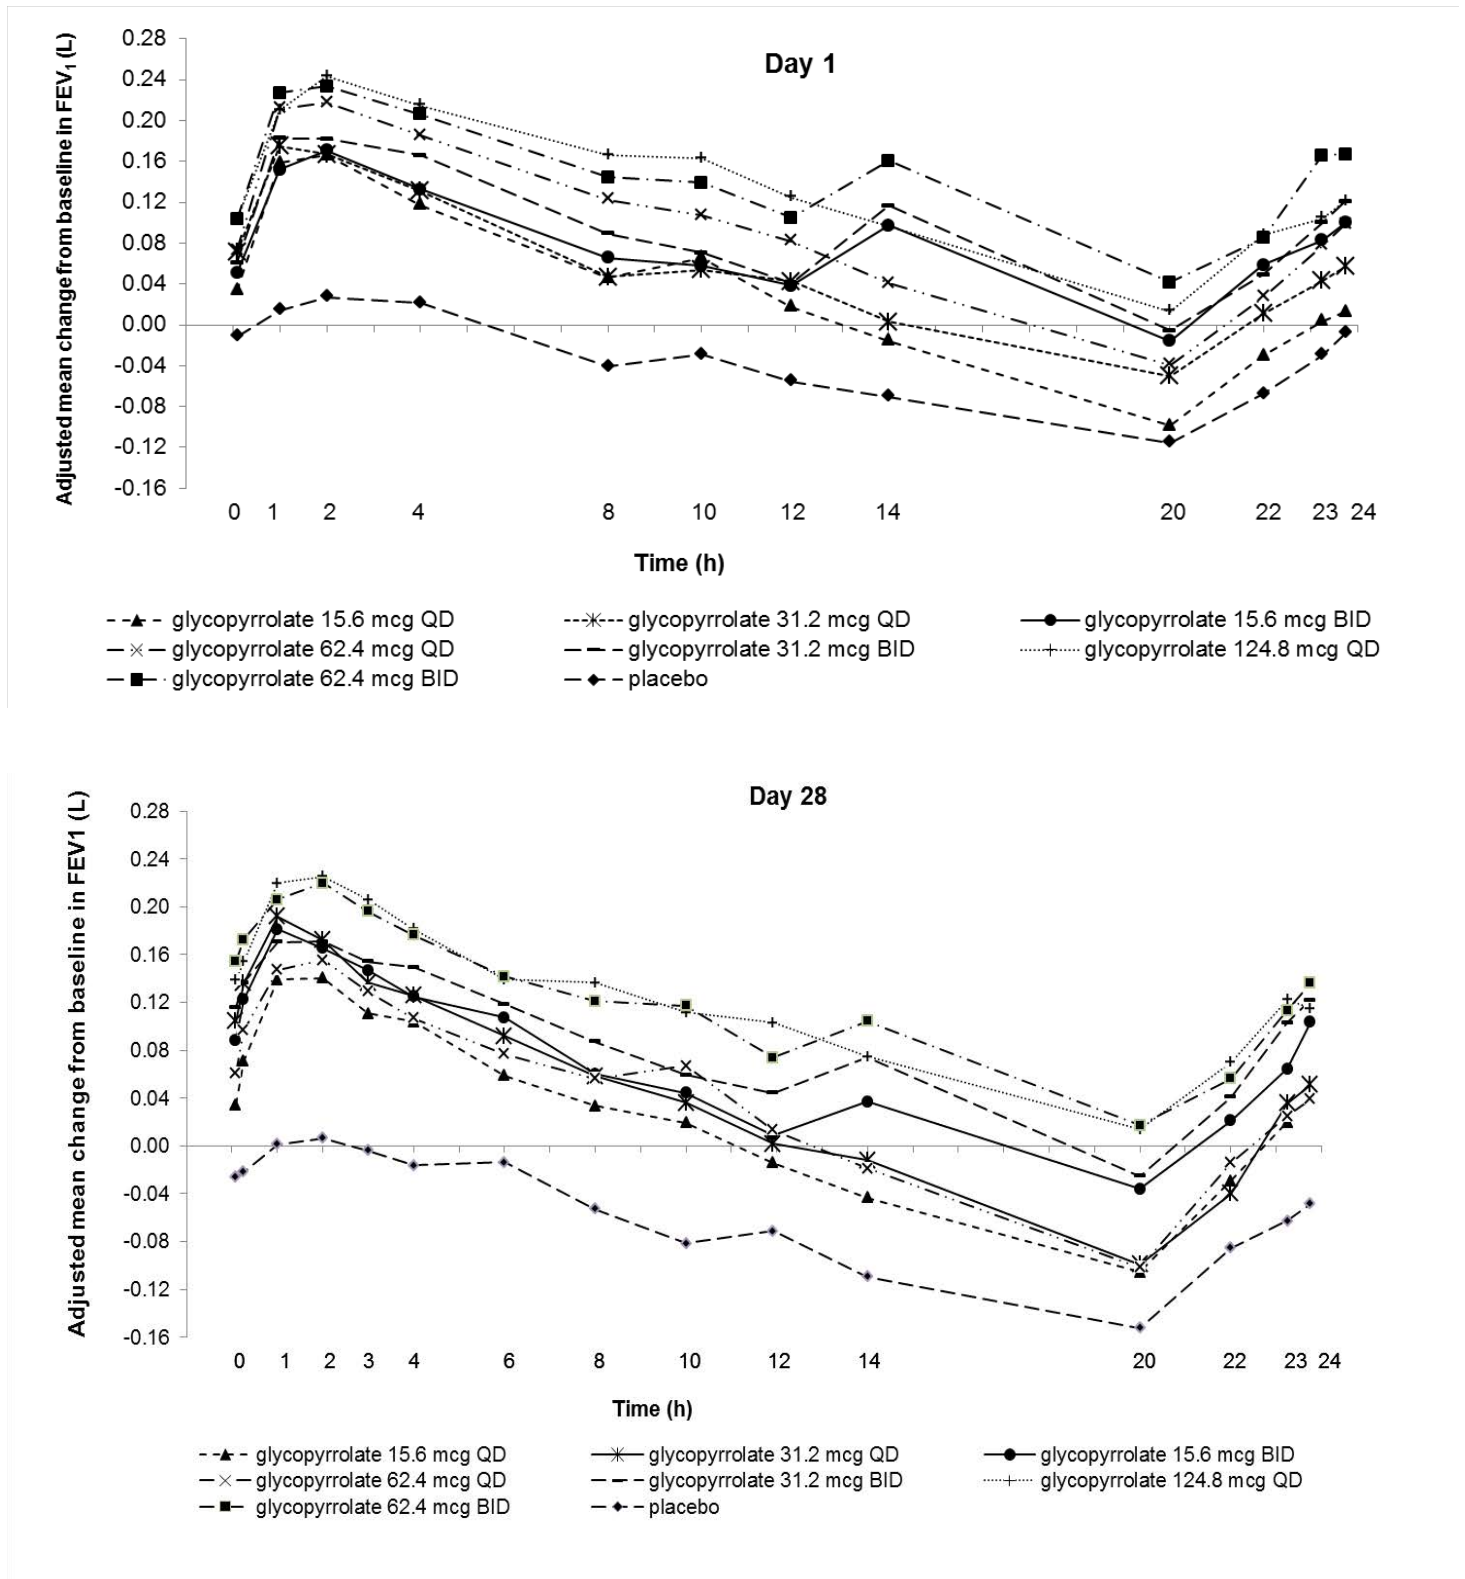 Day 1
Adjusted mean change from baseline in FEV1 (L)
0.28
0.24
0.20
0.16
0.12
0.08
0.04
0.00
-0.04
-0.08
-0.12
-0.16
0 1 2 4 8 10 12 14 20 22 23 24
Time (h)
glycopyrrolate 15.6 mcg QD glycopyrrolate 31.2 mcg QD glycopyrrolate 15.6 mcg BID
glycopyrrolate 62.4 mcg QD glycopyrrolate 31.2 mcg BID glycopyrrolate 124.8 mcg QD
glycopyrrolate 62.4 mcg BID placebo
Day 28
Adjusted mean change from baseline in FEV1 (L)
0.28
0.24
0.20
0.16
0.12
0.08
0.04
0.00
-0.04
-0.08
-0.12
-0.16
0 1 2 3 4 6 8 10 12 14 20 22 23 24
Time (h)
glycopyrrolate 15.6 mcg QD glycopyrrolate 31.2 mcg QD glycopyrrolate 15.6 mcg BID
glycopyrrolate 62.4 mcg QD glycopyrrolate 31.2 mcg BID glycopyrrolate 124.8 mcg QD
glycopyrrolate 62.4 mcg BID placebo